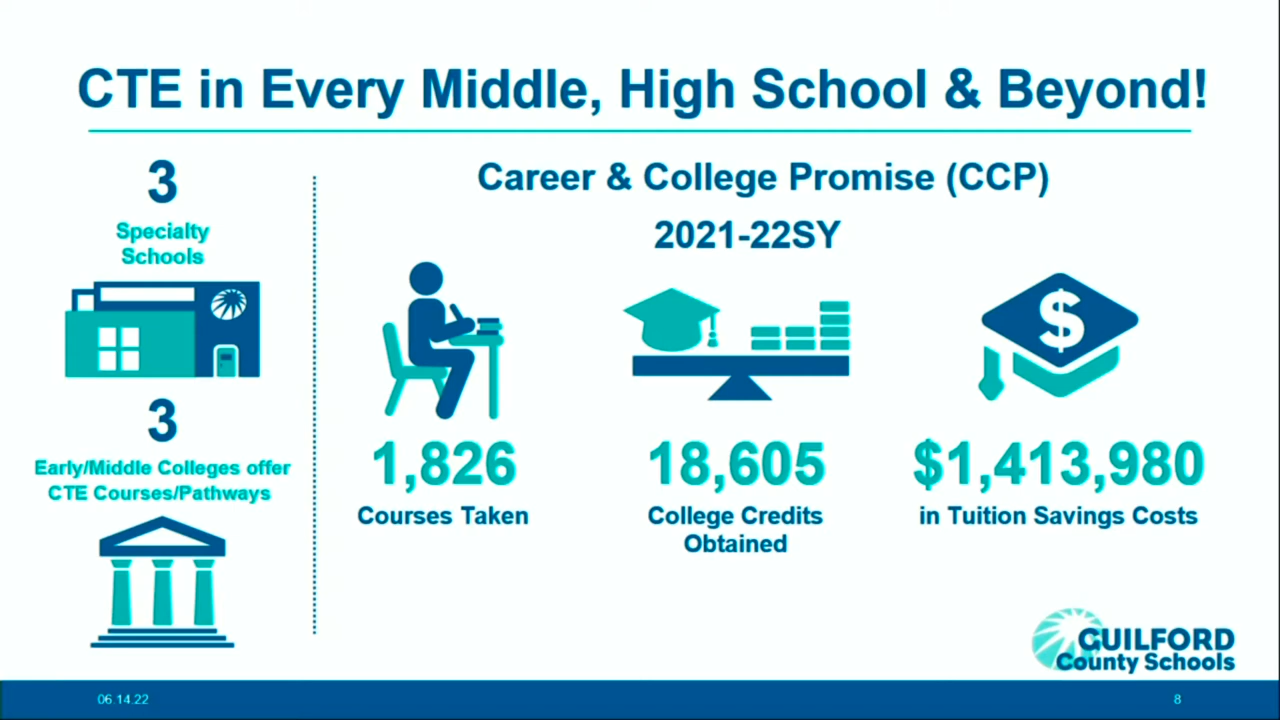 CTE in Every Middle, High School & Beyond!
3
Specialty
Schools
3
Early/Middle Colleges offer
CTE Courses/Pathways
Career & College Promise (CCP)
2021-22SY
$
1,826
Courses Taken
18,605
College Credits
Obtained
$1,413,980
in Tuition Savings Costs
GUILFORD
County Schools
06.14.22
8